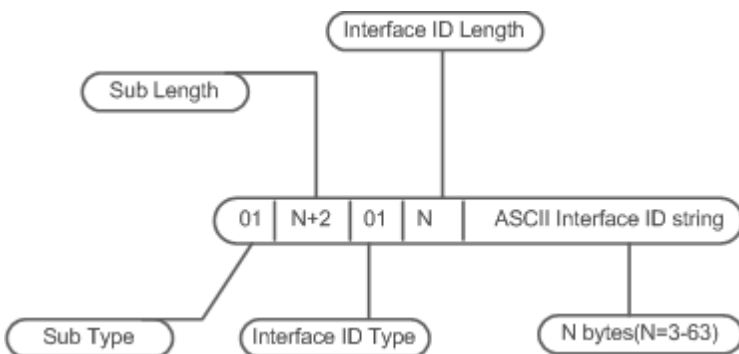 Interface ID Length
Sub Length
01 N+2 01 N ASCII Interface ID string
Sub Type
Interface ID Type
N bytes(N=3-63)